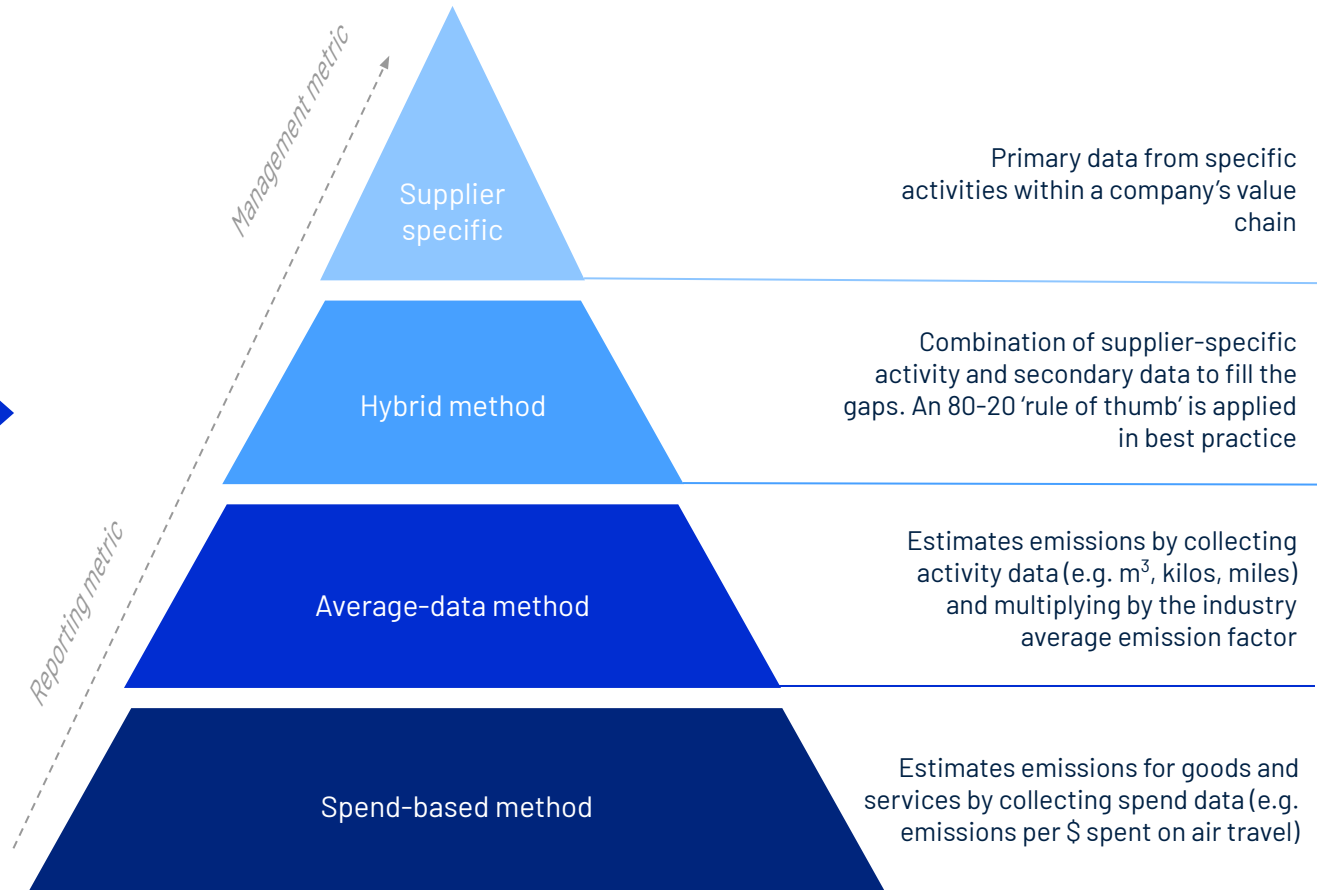 Management metric
Supplier
specific
Primary data from specific
activities within a company’s value
chain
Hybrid method
Combination of supplier-specific
activity and secondary data to fill the
gaps. An 80-20 ‘rule of thumb’ is applied
in best practice
Reporting metric
Average-data method
Estimates emissions by collecting
activity data (e.g. m³, kilos, miles)
and multiplying by the industry
average emission factor
Spend-based method
Estimates emissions for goods and
services by collecting spend data (e.g.
emissions per $ spent on air travel)